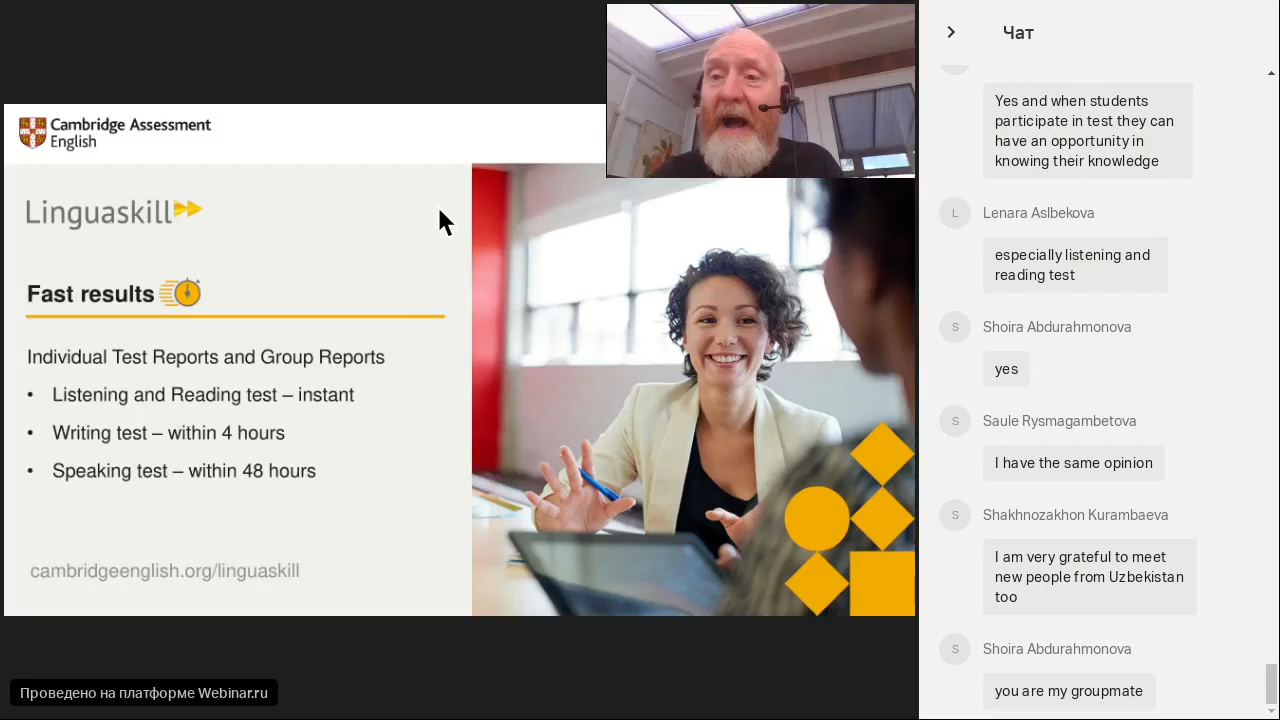 Cambridge Assessment
English
Linguaskill
Fast results
Individual Test Reports and Group Reports
• Listening and Reading test – instant
• Writing test – within 4 hours
• Speaking test – within 48 hours
cambridgeenglish.org/linguaskill
Проведено на платформе Webinar.ru
Чат
Yes and when students
participate in test they can
have an opportunity in
knowing their knowledge
L
Lenara Aslbekova
especially listening and
reading test
S
Shoira Abdurahmonova
yes
S
Saule Rysmagambetova
I have the same opinion
S
Shakhnozakhon Kurambaeva
I am very grateful to meet
new people from Uzbekistan
too
S
Shoira Abdurahmonova
you are my groupmate